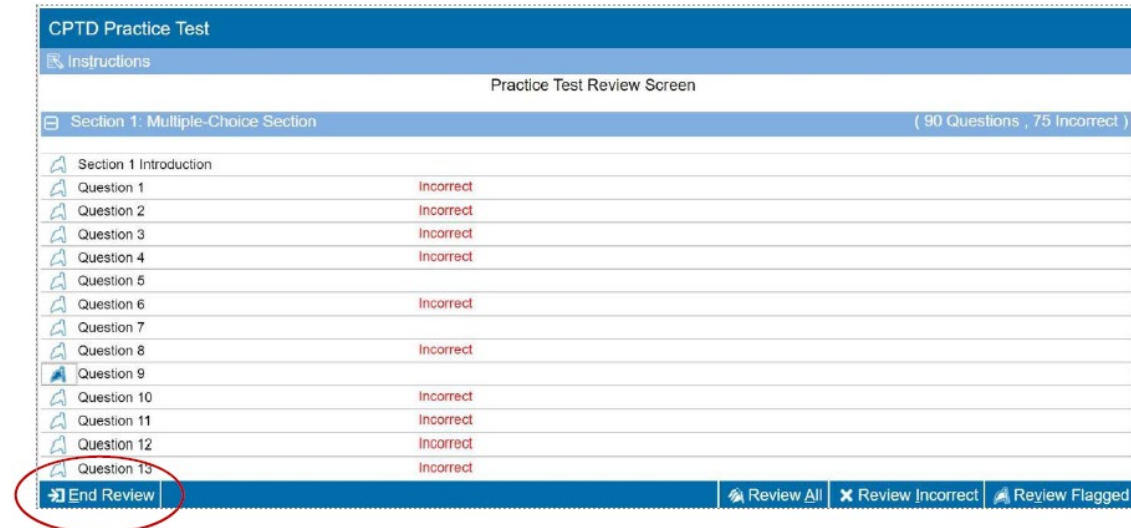 CPTD Practice Test
Instructions
Practice Test Review Screen
Section 1: Multiple-Choice Section ( 90 Questions , 75 Incorrect )
Section 1 Introduction
Question 1 Incorrect
Question 2 Incorrect
Question 3 Incorrect
Question 4 Incorrect
Question 5
Question 6 Incorrect
Question 7
Question 8 Incorrect
Question 9
Question 10 Incorrect
Question 11 Incorrect
Question 12 Incorrect
Question 13 Incorrect
End Review Review All Review Incorrect Review Flagged